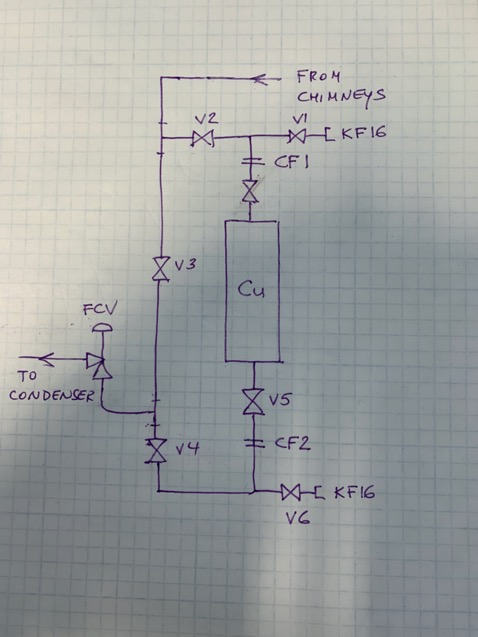 FROM
CHIMNEYS
V2
V1
KF16
CF1
V3
Cu
FCV
TO
CONDENSER
V5
V4
CF2
KF16
V6